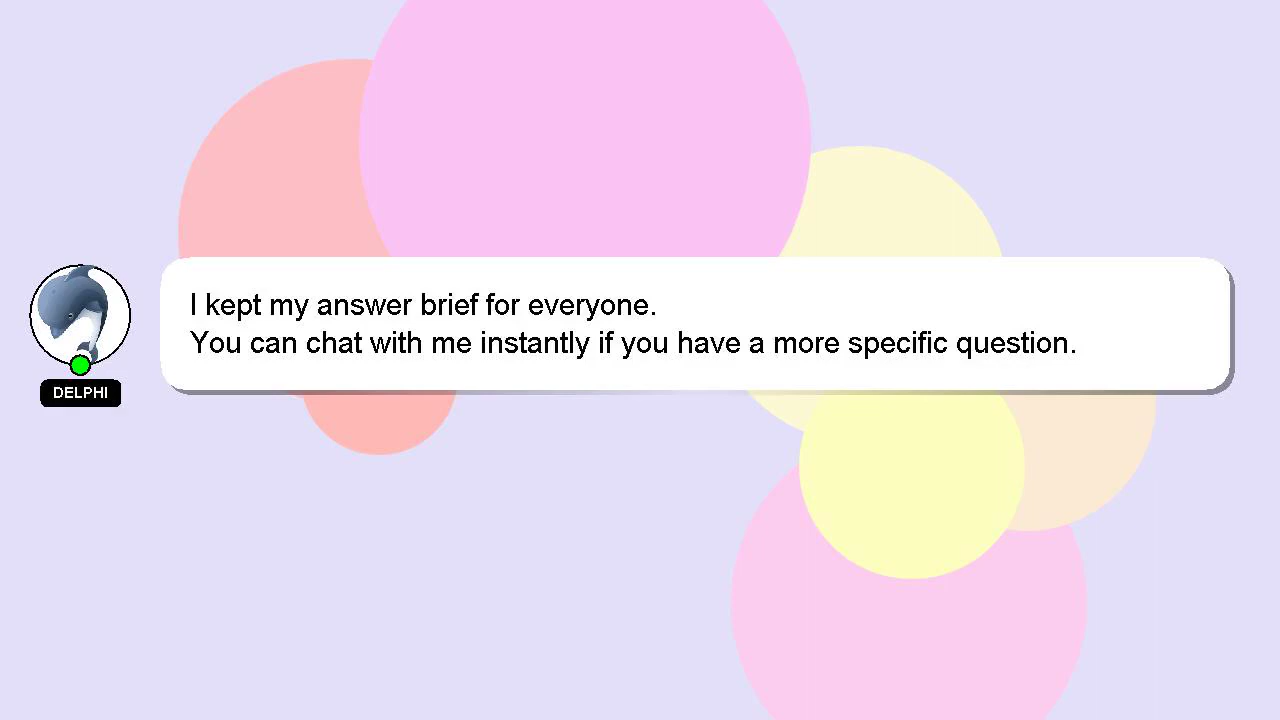 I kept my answer brief for everyone.
You can chat with me instantly if you have a more specific question.
DELPHI